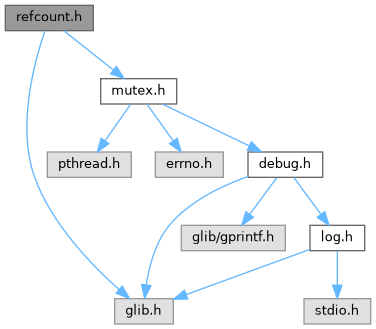 refcount.h
mutex.h
pthread.h
errno.h
debug.h
glib/gprintf.h
log.h
glib.h
stdio.h